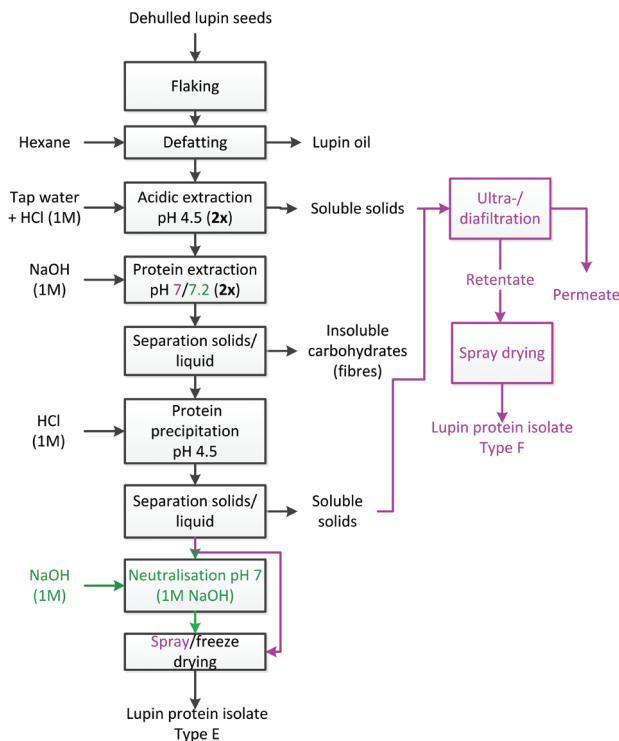 Dehulled lupin seeds
Flaking
Hexane
Defatting
Lupin oil
Tap water
+ HCl (1M)
Acidic extraction
pH 4.5 (2x)
Soluble solids
Ultra-/
diafiltration
NaOH
(1M)
Protein extraction
pH 7/7.2 (2x)
Retentate
Permeate
Separation solids/
liquid
Insoluble
carbohydrates
(fibres)
Spray drying
HCl
(1M)
Protein
precipitation
pH 4.5
Lupin protein isolate
Type F
Separation solids/
liquid
Soluble
solids
NaOH
(1M)
Neutralisation pH 7
(1M NaOH)
Spray/freeze
drying
Lupin protein isolate
Type E